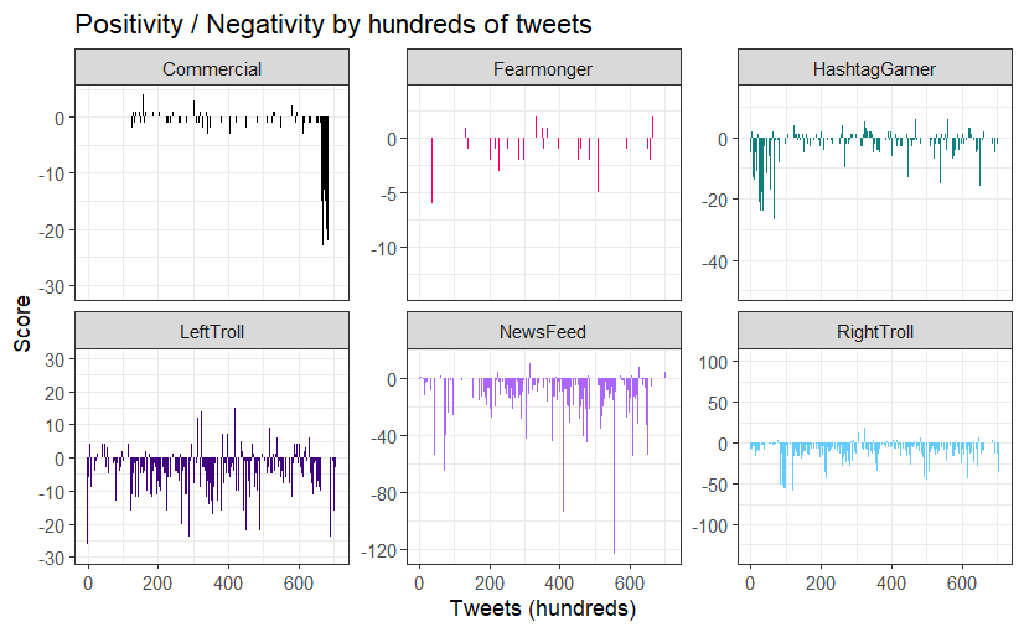 Positivity / Negativity by hundreds of tweets
Commercial
Fearmonger
HashtagGamer
0
-10
-20
-30
0
-5
-10
0
-20
-40
Score
LeftTroll
NewsFeed
RightTroll
30
20
10
0
-10
-20
-30
0
-40
-80
-120
100
50
0
-50
-100
0 200 400 600
0 200 400 600
0 200 400 600
Tweets (hundreds)